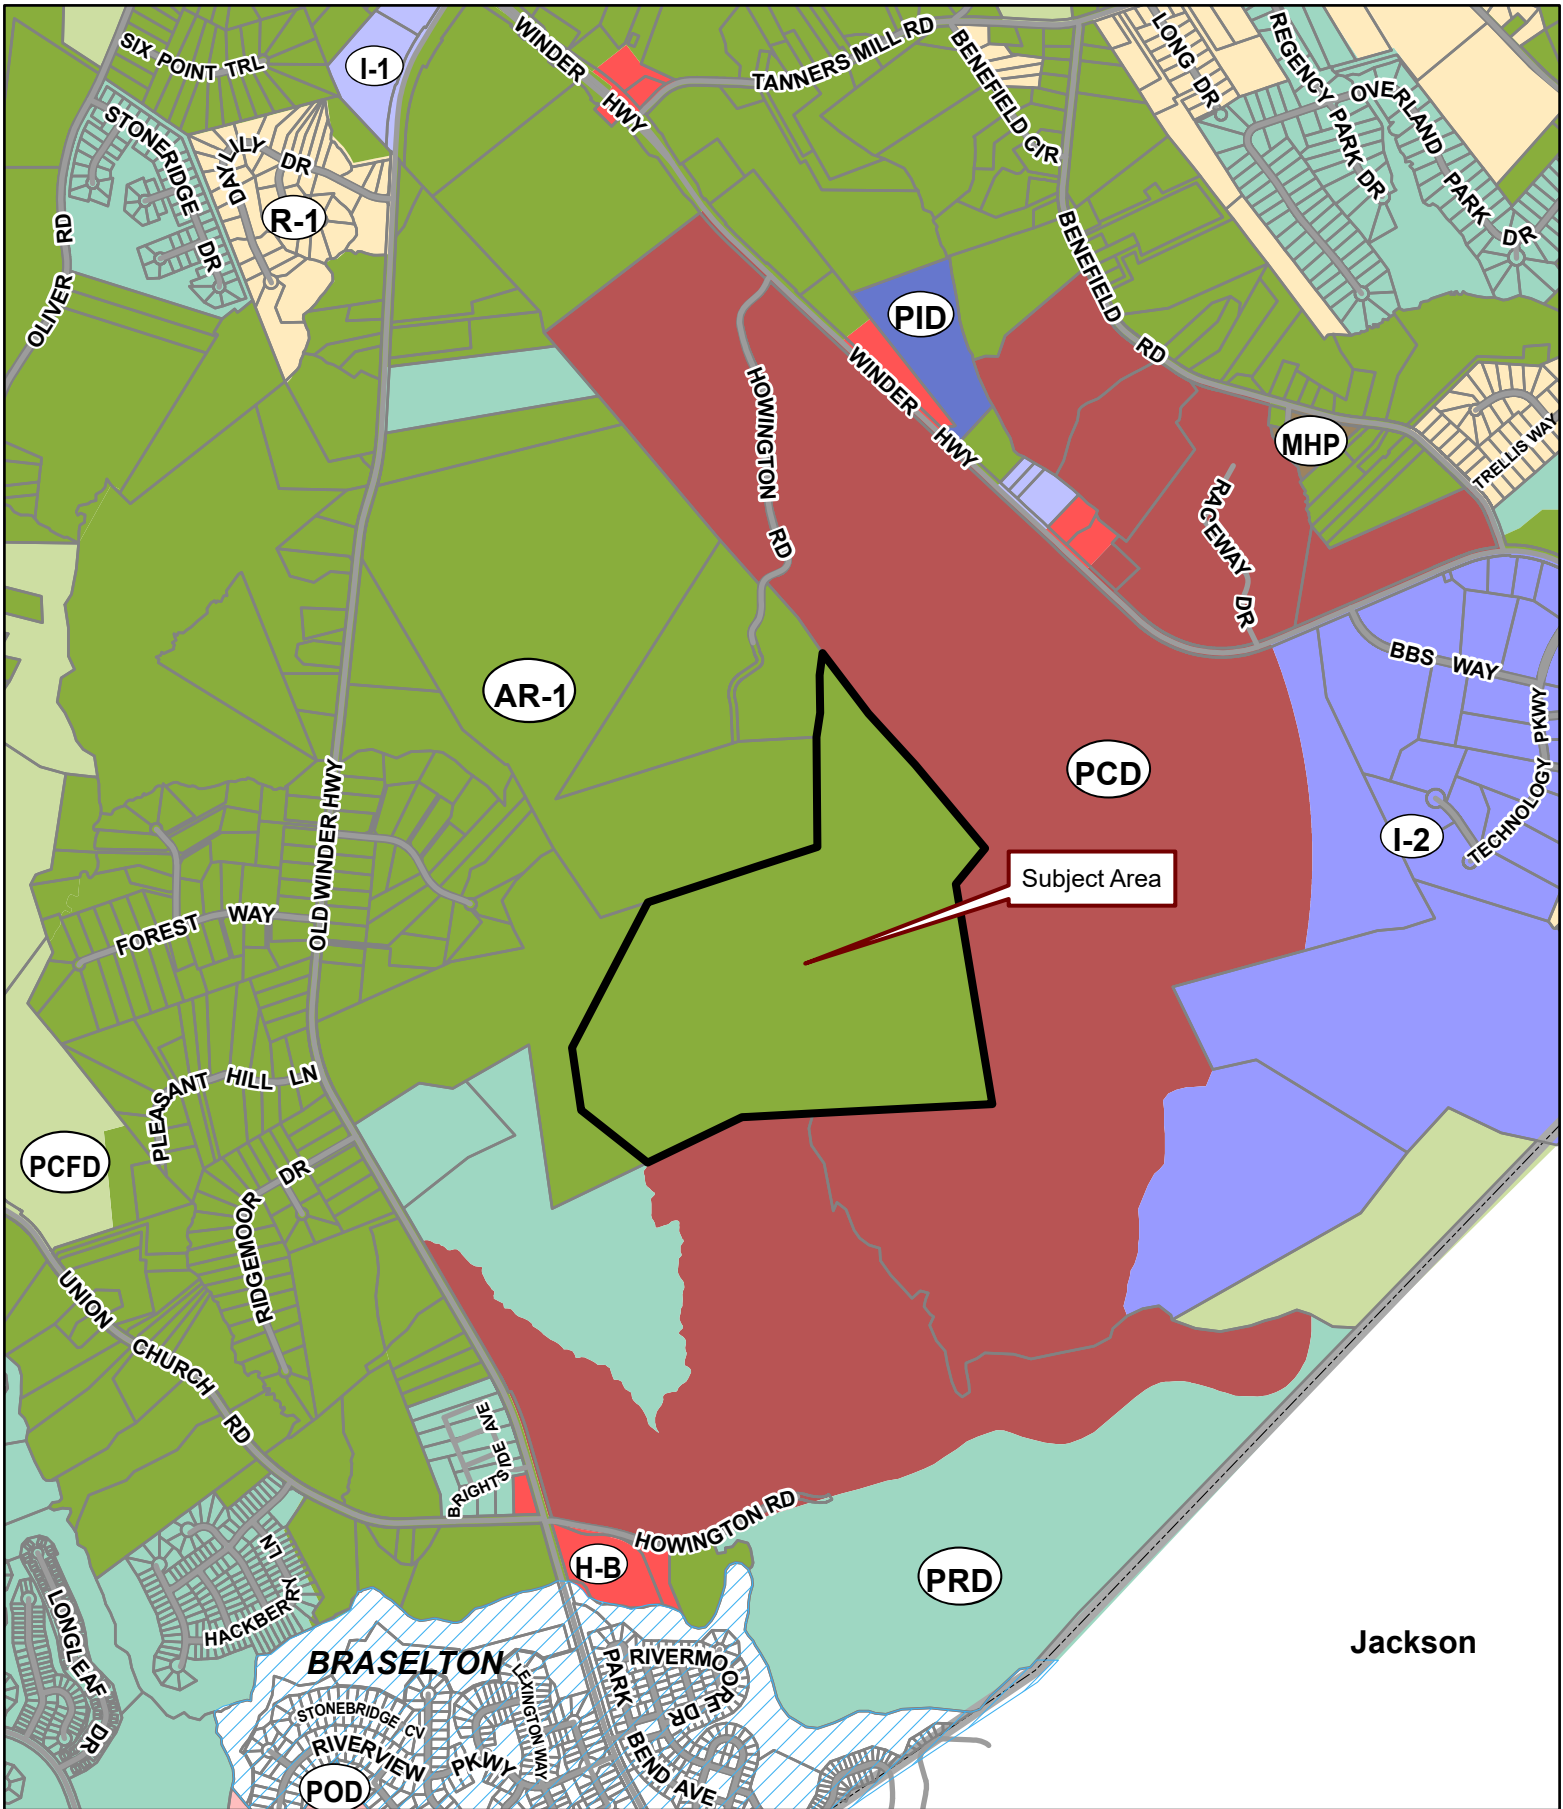 SIX POINT TRL
I-1
WINDER
HWY
TANNERS MILL RD
BENEFIELD CIR
LONG DR
REGENCY PARK DR
OVERLAND PARK DR
STONERIDGE DR
DAY LILY DR
R-1
OLIVER RD
BENEFIELD RD
PID
HOWINGTON RD
WINDER
HWY
MHP
TRELLIS WAY
RACEWAY DR
BBS WAY
TECHNOLOGY PKWY
AR-1
PCD
I-2
Subject Area
OLD WINDER HWY
FOREST WAY
PLEASANT HILL LN
PCFD
RIDGEMOOR DR
UNION CHURCH RD
BRIGHTSIDE AVE
HOWINGTON RD
H-B
PRD
HACKBERRY LN
LONGLEAF DR
BRASELTON
Jackson
STONEBRIDGE CV
LEXINGTON WAY
RIVERMOORE DR
PARK BEND AVE
RIVERVIEW PKWY
POD